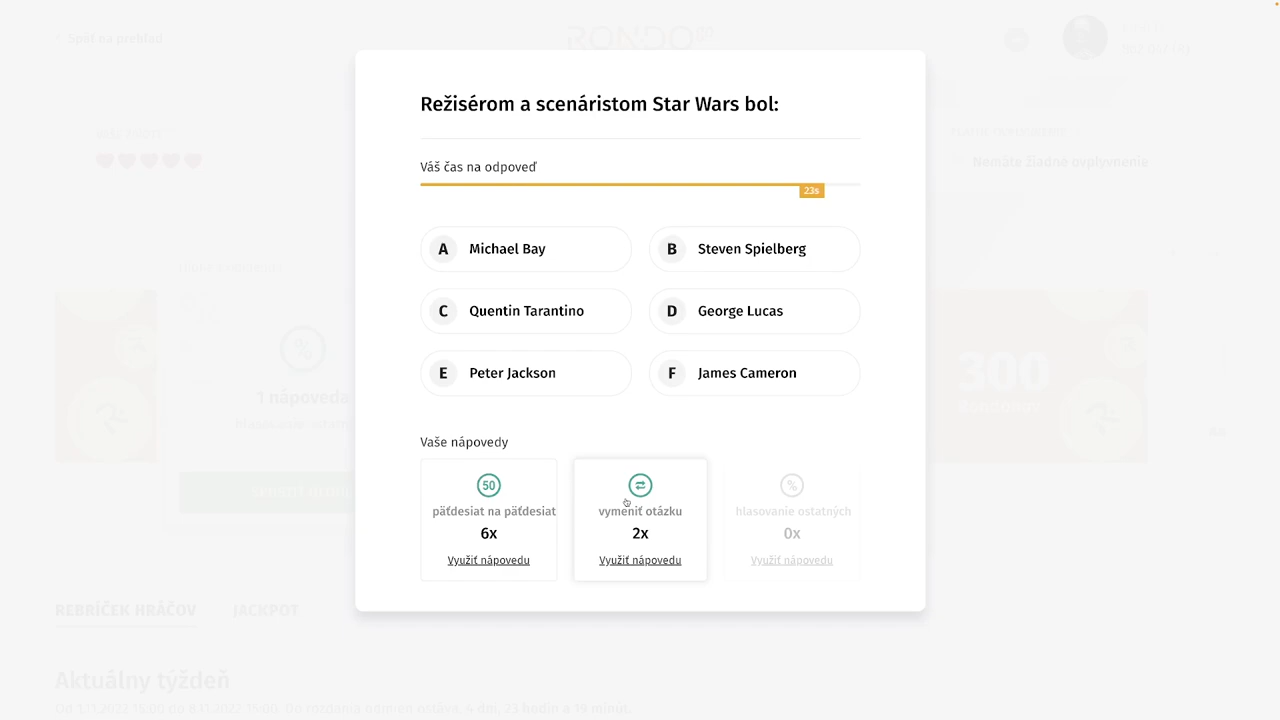 Späť na prehľad
RONDO
Režisérom a scenáristom Star Wars bol:
Váš čas na odpoveď
23s
Nemáte žiadné ovplyvnenie
A Michael Bay
B Steven Spielberg
C Quentin Tarantino
D George Lucas
E Peter Jackson
F James Cameron
1 nápoveda
300
Vaše nápovedy
50
päťdesiat na päťdesiat
6x
Využiť nápovedu
vymeniť otázku
2x
Využiť nápovedu
%
hlasovanie ostatných
0x
Využiť nápovedu
REBRÍČEK HRÁČOV
JACKPOT
Aktuálny týždeň